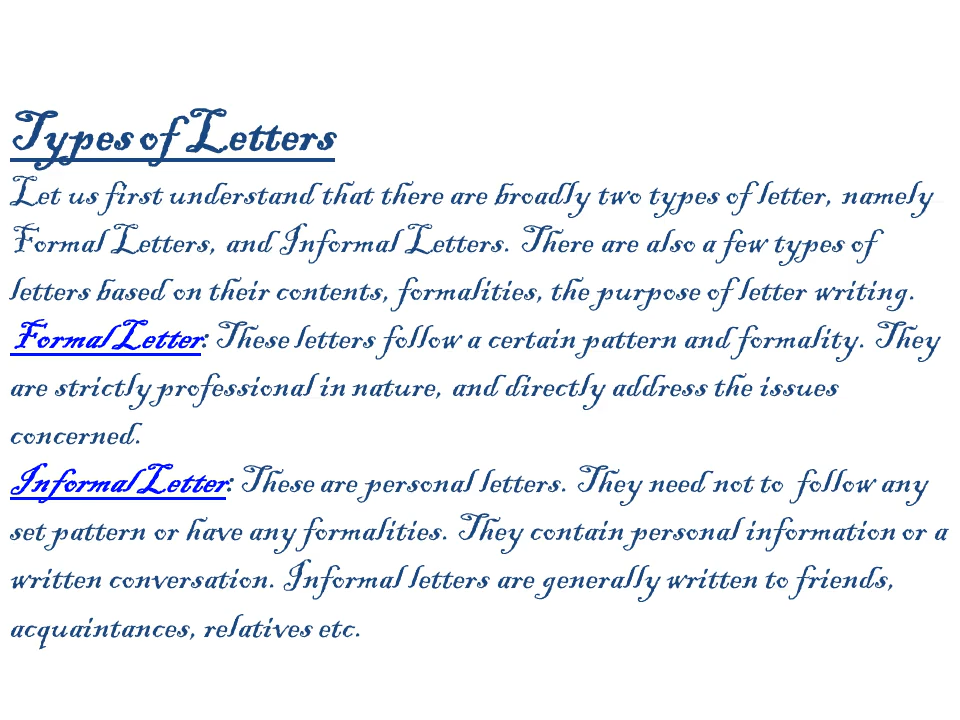 Types of Letters
Let us first understand that there are broadly two types of letter, namely
Formal Letters, and Informal Letters. There are also a few types of
letters based on their contents, formalities, the purpose of letter writing.
Formal Letter: These letters follow a certain pattern and formality. They
are strictly professional in nature, and directly address the issues
concerned.
Informal Letter: These are personal letters. They need not to follow any
set pattern or have any formalities. They contain personal information or a
written conversation. Informal letters are generally written to friends,
acquaintances, relatives etc.